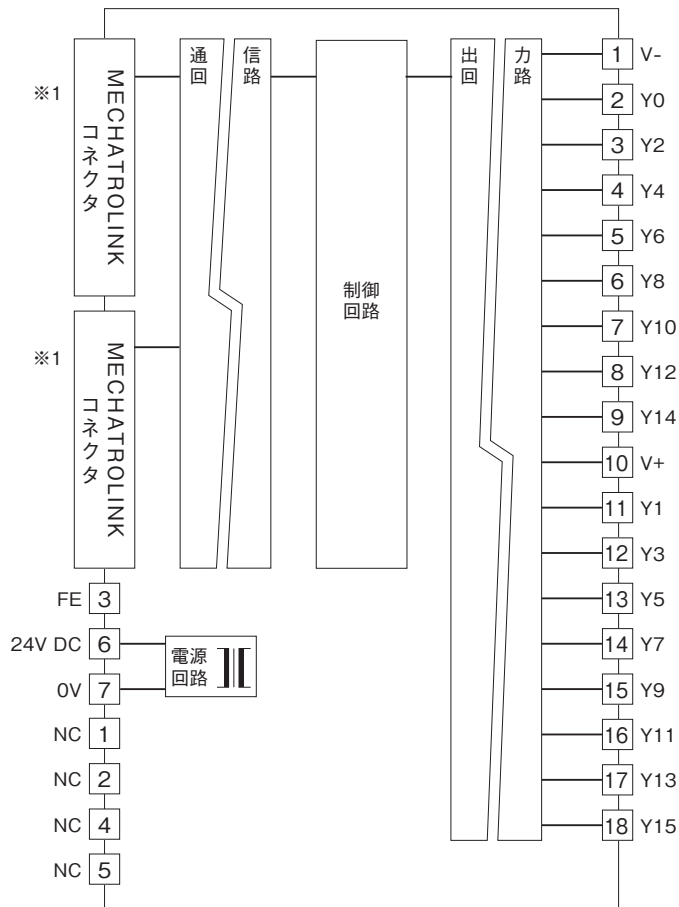 ※1
MECHATROLINK
コネクタ
※1
MECHATROLINK
コネクタ
通信
回路
制御
回路
出力
回路
FE 3
24V DC 6
0V 7
NC 1
NC 2
NC 4
NC 5
電源
回路
1 V-
2 Y0
3 Y2
4 Y4
5 Y6
6 Y8
7 Y10
8 Y12
9 Y14
10 V+
11 Y1
12 Y3
13 Y5
14 Y7
15 Y9
16 Y11
17 Y13
18 Y15